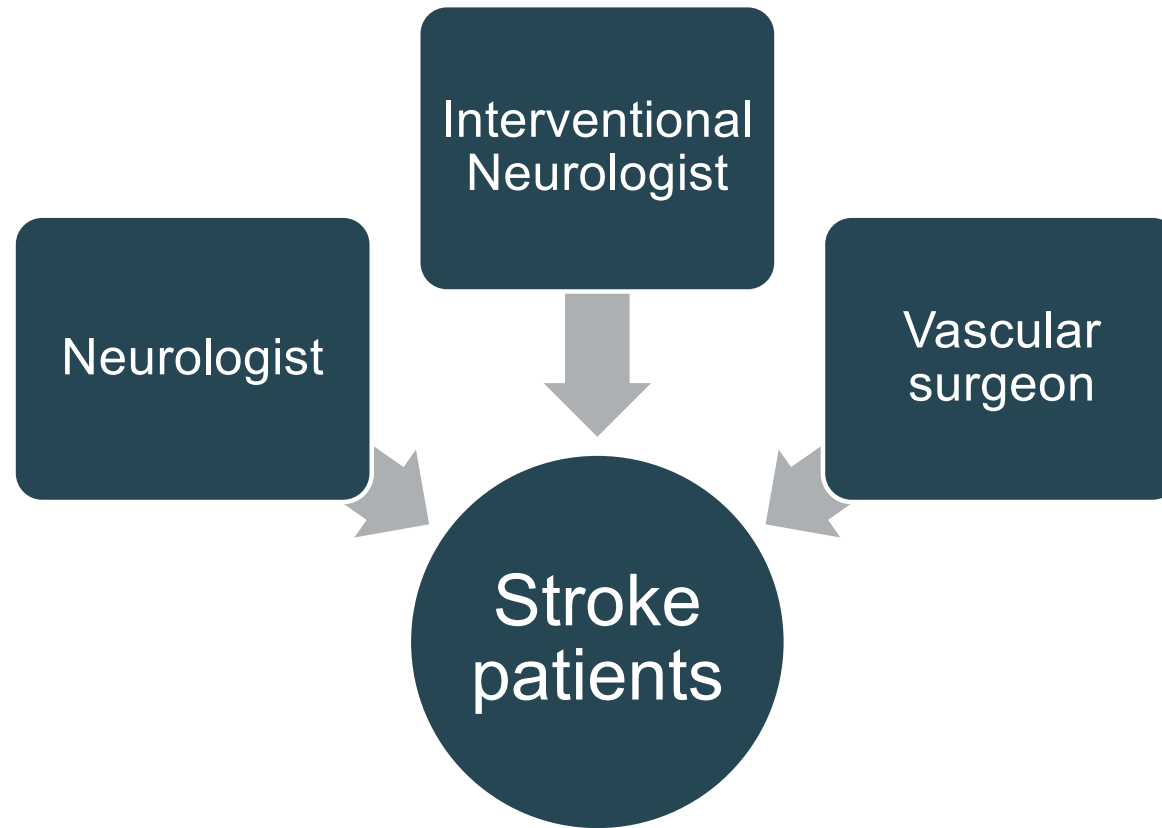 Interventional
Neurologist
Neurologist
Vascular
surgeon
Stroke
patients